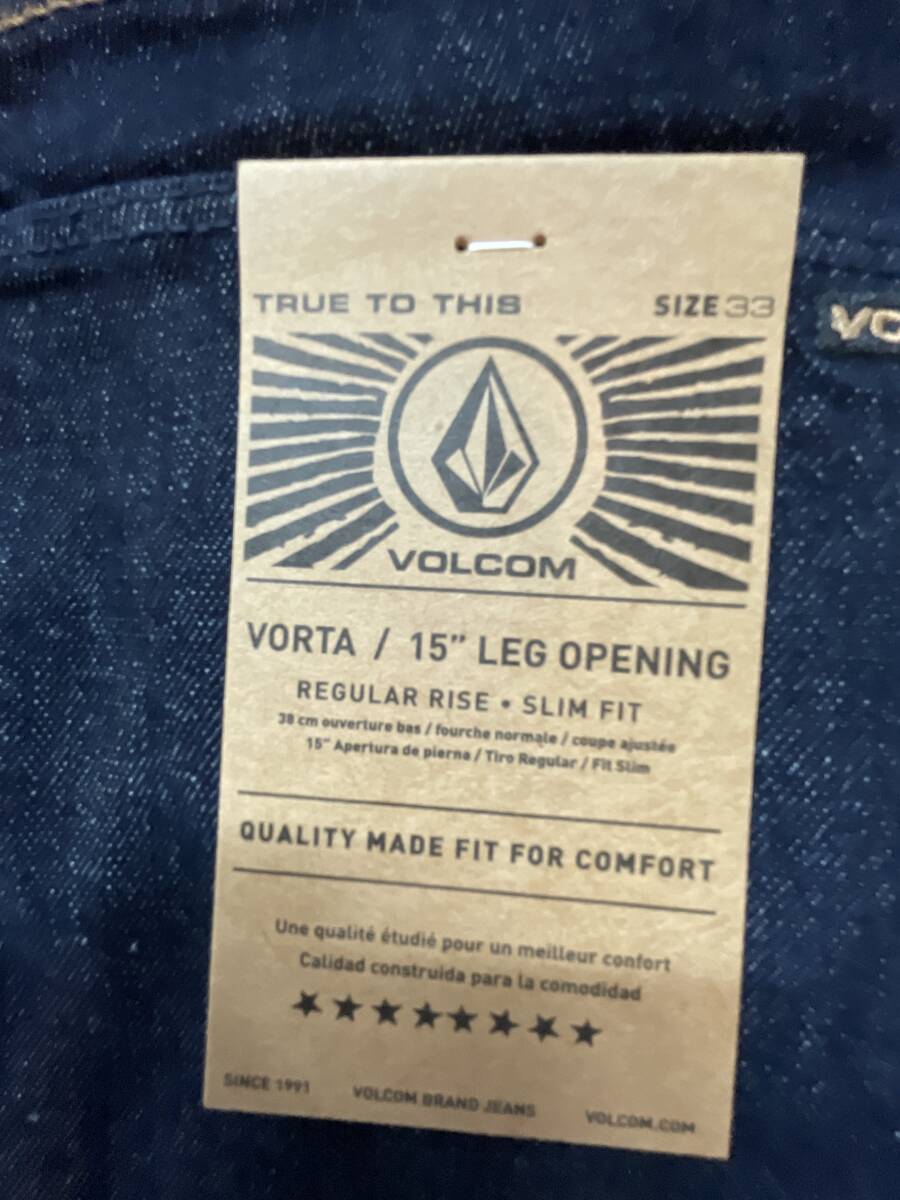 TRUE TO THIS SIZE 33
VO
VOLCOM
VORTA / 15" LEG OPENING
REGULAR RISE • SLIM FIT
38 cm ouverture bas / fourche normale / coupe ajustée
15" Apertura de pierna / Tiro Regular / Fit Slim
QUALITY MADE FIT FOR COMFORT
Une qualité étudié pour un meilleur confort
Calidad construida para la comodidad
SINCE 1991 VOLCOM BRAND JEANS VOLCOM.COM